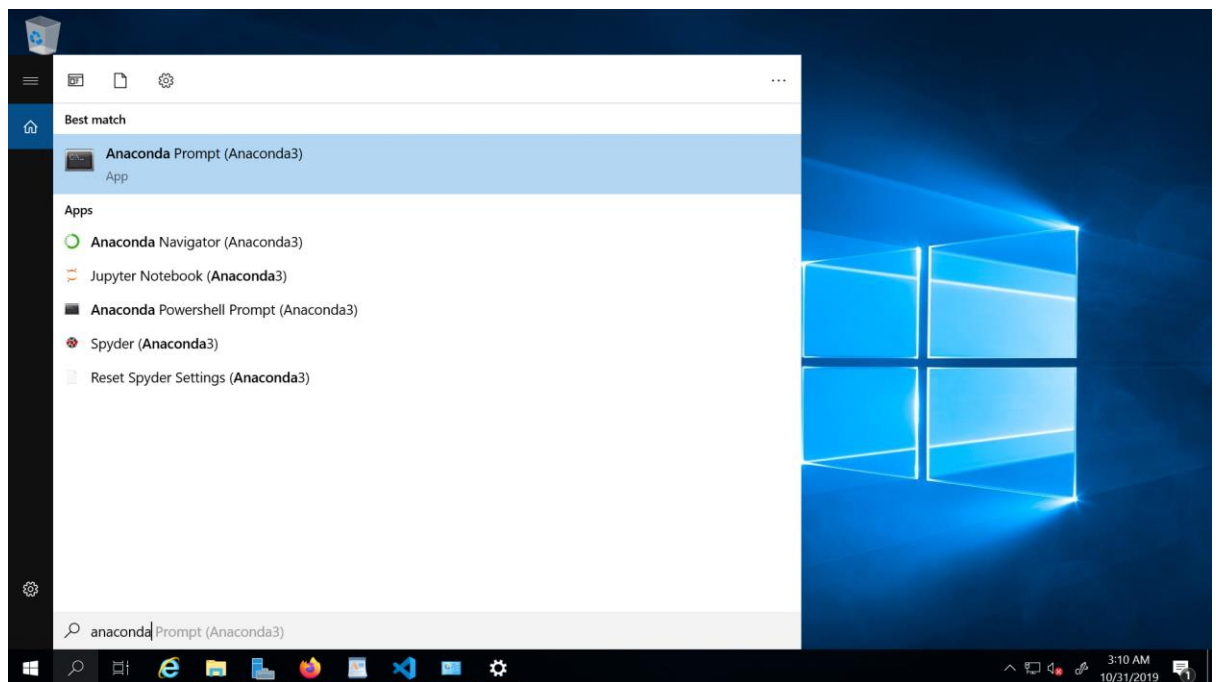 Best match
Anaconda Prompt (Anaconda3)
App
Apps
Anaconda Navigator (Anaconda3)
Jupyter Notebook (Anaconda3)
Anaconda Powershell Prompt (Anaconda3)
Spyder (Anaconda3)
Reset Spyder Settings (Anaconda3)
anaconda Prompt (Anaconda3)
3:10 AM
10/31/2019
1